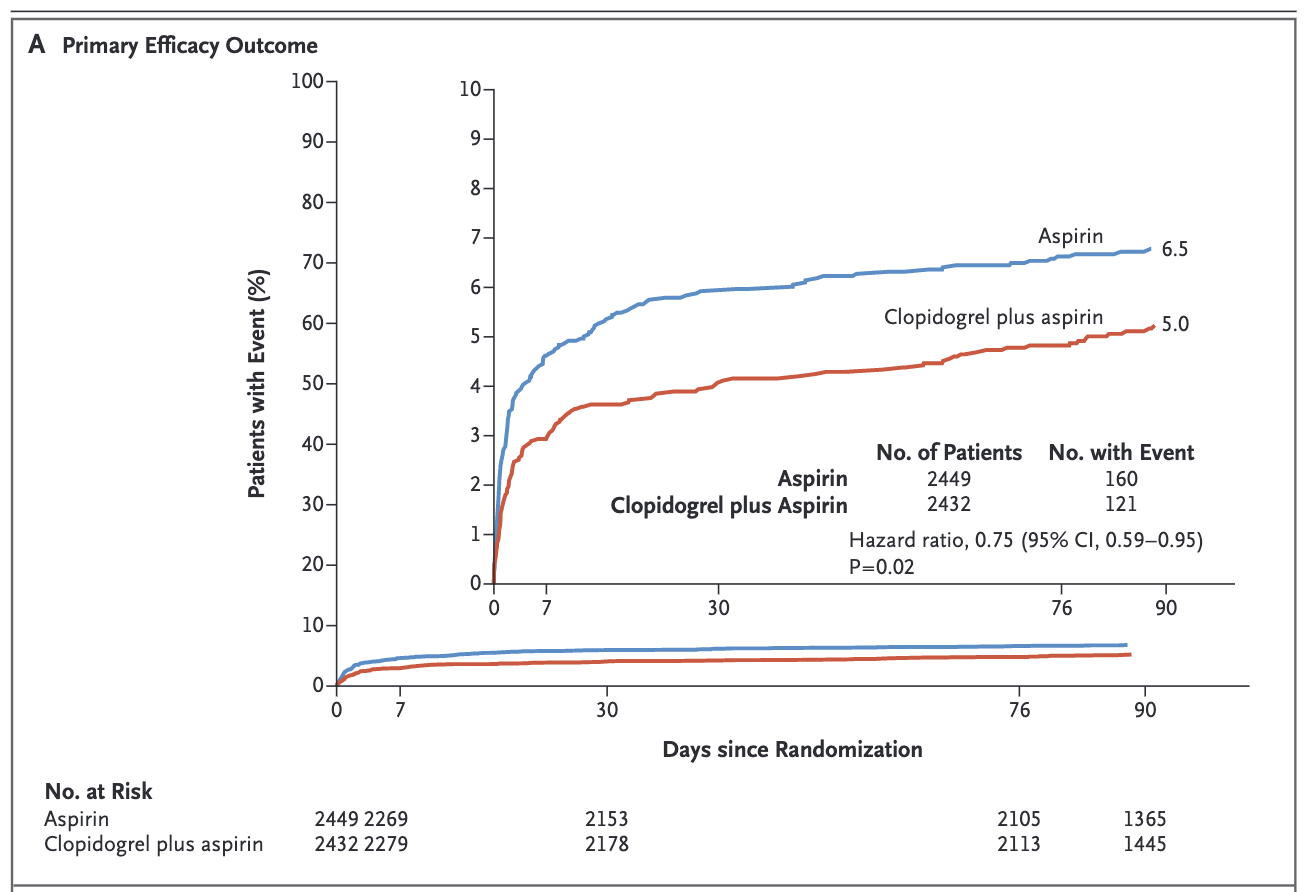 A Primary Efficacy Outcome
Patients with Event (%)
100
90
80
70
60
50
40
30
20
10
0
10
9
8
7
6
5
4
3
2
1
0
Aspirin
6.5
Clopidogrel plus aspirin
5.0
No. of Patients No. with Event
Aspirin 2449 160
Clopidogrel plus Aspirin 2432 121
Hazard ratio, 0.75 (95% CI, 0.59–0.95)
P=0.02
0 7 30 76 90
0 7 30 76 90
Days since Randomization
No. at Risk
Aspirin 2449 2269 2153 2105 1365
Clopidogrel plus aspirin 2432 2279 2178 2113 1445